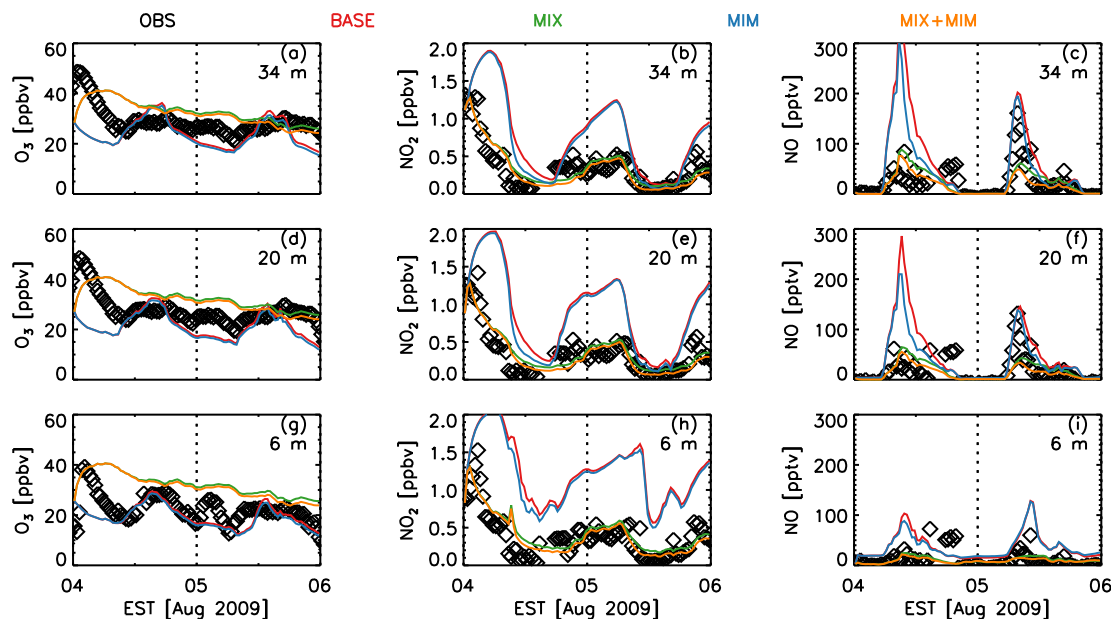 OBS BASE MIX MIM MIX+MIM
60 (a) 2.0 (b) 300 (c)
34 m 34 m 34 m
40 1.5 200
O3 [ppbv] NO2 [ppbv] NO [pptv]
1.0
20 100
0.5
0 0.0 0
60 (d) 2.0 (e) 300 (f)
20 m 20 m 20 m
40 1.5 200
O3 [ppbv] NO2 [ppbv] NO [pptv]
1.0
20 100
0.5
0 0.0 0
60 (g) 2.0 (h) 300 (i)
6 m 6 m 6 m
40 1.5 200
O3 [ppbv] NO2 [ppbv] NO [pptv]
1.0
20 100
0.5
0 0.0 0
04 05 06 04 05 06 04 05 06
EST [Aug 2009] EST [Aug 2009] EST [Aug 2009]